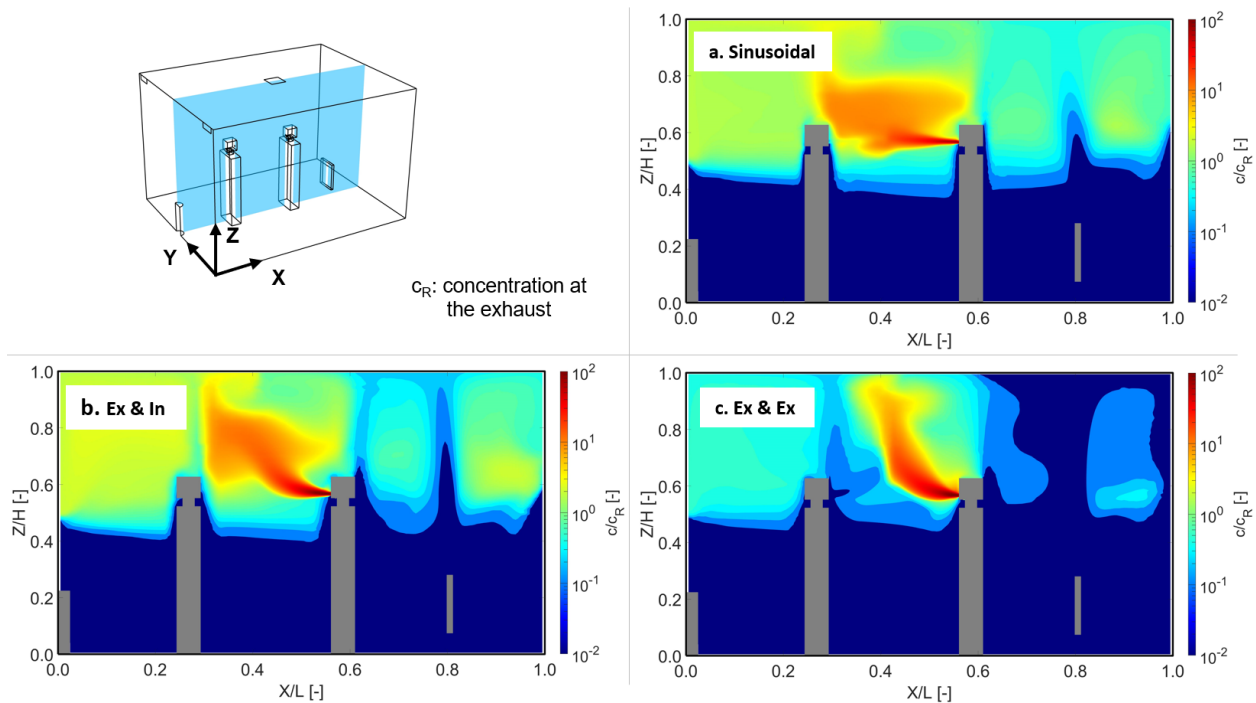 Z
Y
X
c_R: concentration at
the exhaust
a. Sinusoidal
Z/H [-]
1.0
0.8
0.6
0.4
0.2
0.0
0.0 0.2 0.4 0.6 0.8 1.0
X/L [-]
10^2
10^1
10^0
10^-1
10^-2
c/c_R [-]
b. Ex & In
Z/H [-]
1.0
0.8
0.6
0.4
0.2
0.0
0.0 0.2 0.4 0.6 0.8 1.0
X/L [-]
10^2
10^1
10^0
10^-1
10^-2
c/c_R [-]
c. Ex & Ex
Z/H [-]
1.0
0.8
0.6
0.4
0.2
0.0
0.0 0.2 0.4 0.6 0.8 1.0
X/L [-]
10^2
10^1
10^0
10^-1
10^-2
c/c_R [-]